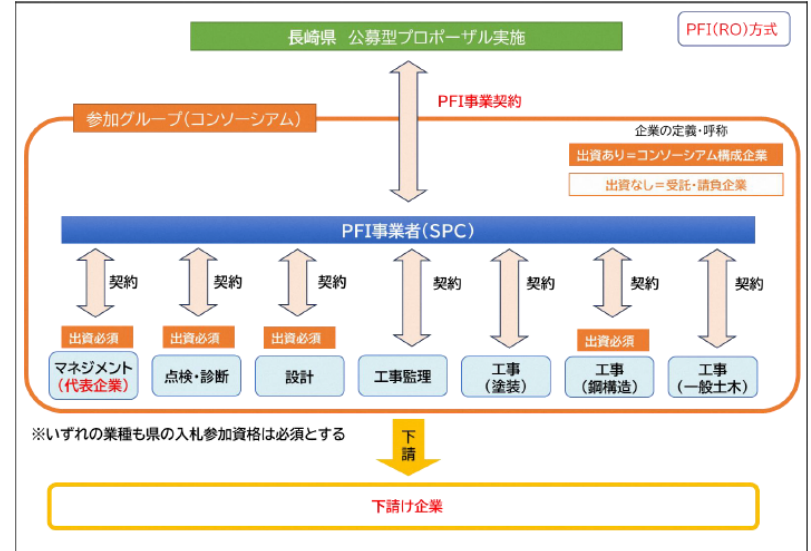 長崎県 公募型プロポーザル実施
PFI(RO)方式
PFI事業契約
参加グループ(コンソーシアム)
企業の定義・呼称
出資あり=コンソーシアム構成企業
出資なし=受託・請負企業
PFI事業者(SPC)
契約 契約 契約 契約 契約 契約 契約
出資必須 出資必須 出資必須 出資必須
マネジメント
(代表企業)
点検・診断
設計
工事監理
工事
(塗装)
工事
(鋼構造)
工事
(一般土木)
※いずれの業種も県の入札参加資格は必須とする
下
請
下請け企業